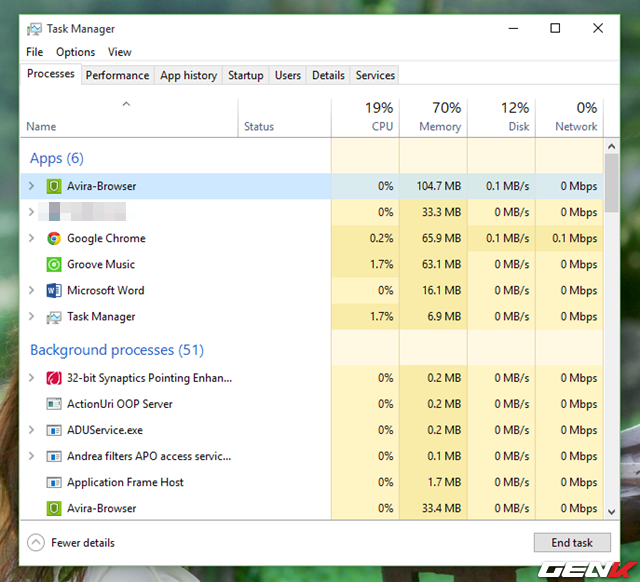 Task Manager
File Options View
Processes Performance App history Startup Users Details Services
19% 70% 12% 0%
Name Status CPU Memory Disk Network
Apps (6)
Avira-Browser 0% 104.7 MB 0.1 MB/s 0 Mbps
0% 33.3 MB 0 MB/s 0 Mbps
Google Chrome 0.2% 65.9 MB 0.1 MB/s 0.1 Mbps
Groove Music 1.7% 63.1 MB 0 MB/s 0 Mbps
Microsoft Word 0% 16.1 MB 0 MB/s 0 Mbps
Task Manager 1.7% 6.9 MB 0 MB/s 0 Mbps
Background processes (51)
32-bit Synaptics Pointing Enhan... 0% 0.2 MB 0 MB/s 0 Mbps
ActionUri OOP Server 0% 0.2 MB 0 MB/s 0 Mbps
ADUService.exe 0% 0.2 MB 0 MB/s 0 Mbps
Andrea filters APO access servic... 0% 0.1 MB 0 MB/s 0 Mbps
Application Frame Host 0% 1.7 MB 0 MB/s 0 Mbps
Avira-Browser 0% 33.4 MB 0 MB/s 0 Mbps
Fewer details End task
GENK